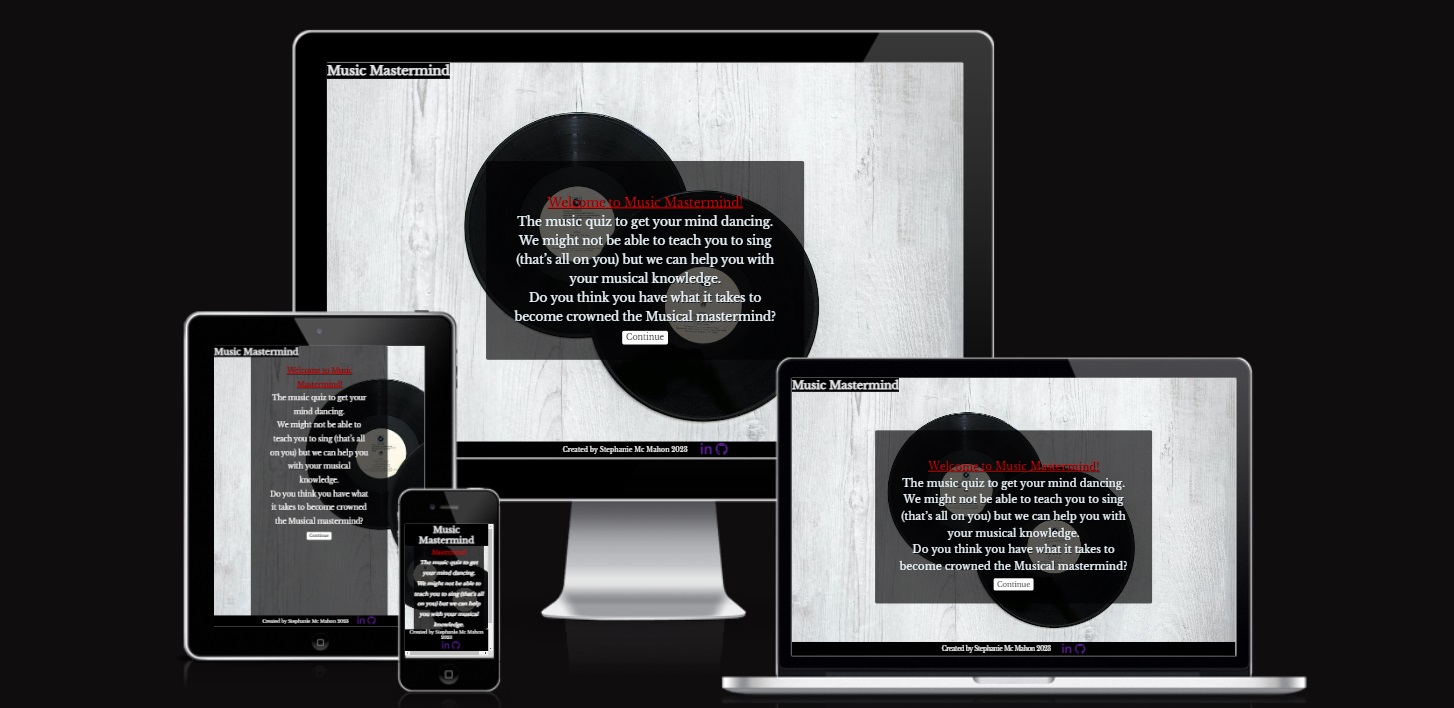 Music Mastermind
Welcome to Music Mastermind!
The music quiz to get your mind dancing.
We might not be able to teach you to sing
(that's all on you) but we can help you with
your musical knowledge.
Do you think you have what it takes to
become crowned the Musical mastermind?
Continue
Created by Stephanie Mc Mahon 2023
in
Music Mastermind
Welcome to Music
Mastermind!
The music quiz to get your
mind dancing.
We might not be able to
teach you to sing (that's all
on you) but we can help you
with your musical
knowledge.
Do you think you have what
it takes to become crowned
the Musical mastermind?
Continue
Created by Stephanie Mc Mahon 2023
in
Music
Mastermind
Mastermind!
The music quiz to get
your mind dancing.
We might not be able to
teach you to sing (that's all
on you) but we can help
you with your musical
knowledge.
Created by Stephanie Mc Mahon
2023
in
Music Mastermind
Welcome to Music Mastermind!
The music quiz to get your mind dancing.
We might not be able to teach you to sing
(that's all on you) but we can help you with
your musical knowledge.
Do you think you have what it takes to
become crowned the Musical mastermind?
Continue
Created by Stephanie Mc Mahon 2023
in